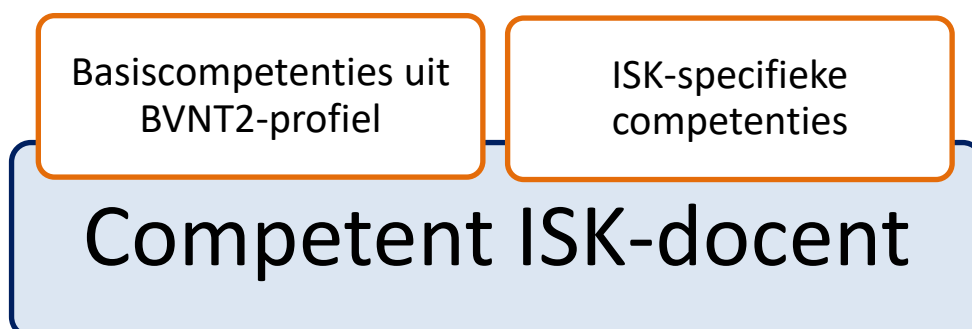 Basiscompetenties uit
BVNT2-profiel
ISK-specifieke
competenties
Competent ISK-docent